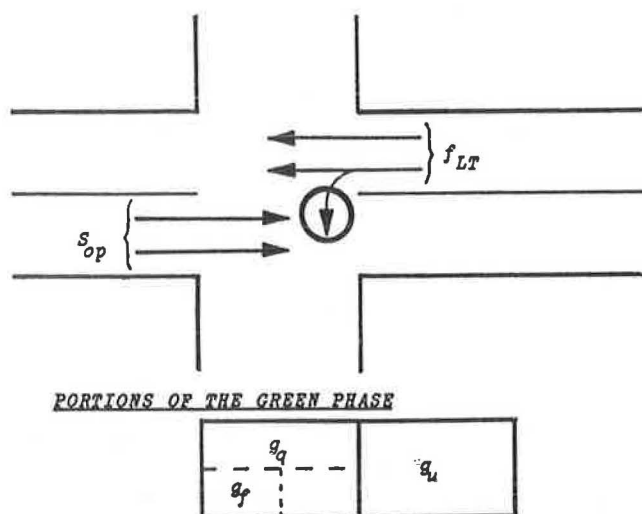 f_LT
S_op
PORTIONS OF THE GREEN PHASE
g_q
g_u
g_f